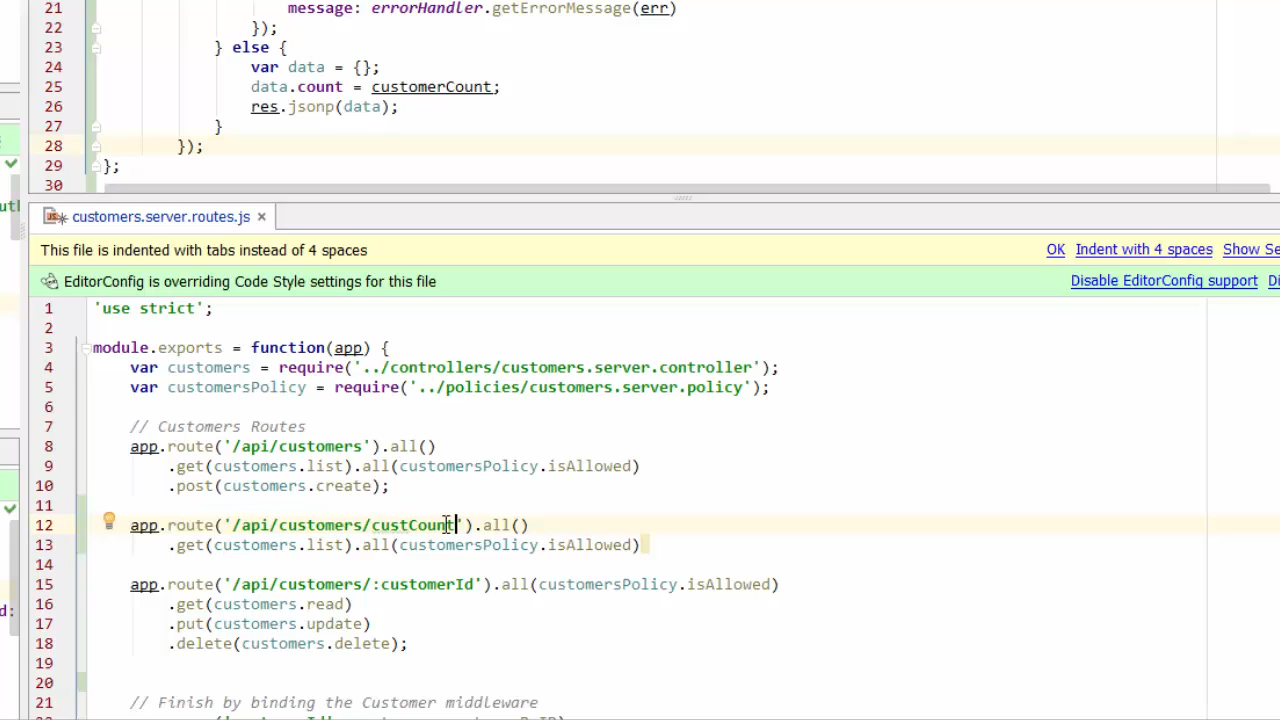 21 message: errorHandler.getErrorMessage(err)
22 });
23 } else {
24 var data = {};
25 data.count = customerCount;
26 res.jsonp(data);
27 }
28 });
29 };
30
customers.server.routes.js ×
This file is indented with tabs instead of 4 spaces OK Indent with 4 spaces Show Se
EditorConfig is overriding Code Style settings for this file Disable EditorConfig support Di
1 'use strict';
2
3 module.exports = function(app) {
4 var customers = require('../controllers/customers.server.controller');
5 var customersPolicy = require('../policies/customers.server.policy');
6
7 // Customers Routes
8 app.route('/api/customers').all()
9 .get(customers.list).all(customersPolicy.isAllowed)
10 .post(customers.create);
11
12 app.route('/api/customers/custCount').all()
13 .get(customers.list).all(customersPolicy.isAllowed)
14
15 app.route('/api/customers/:customerId').all(customersPolicy.isAllowed)
16 .get(customers.read)
17 .put(customers.update)
18 .delete(customers.delete);
19
20
21 // Finish by binding the Customer middleware